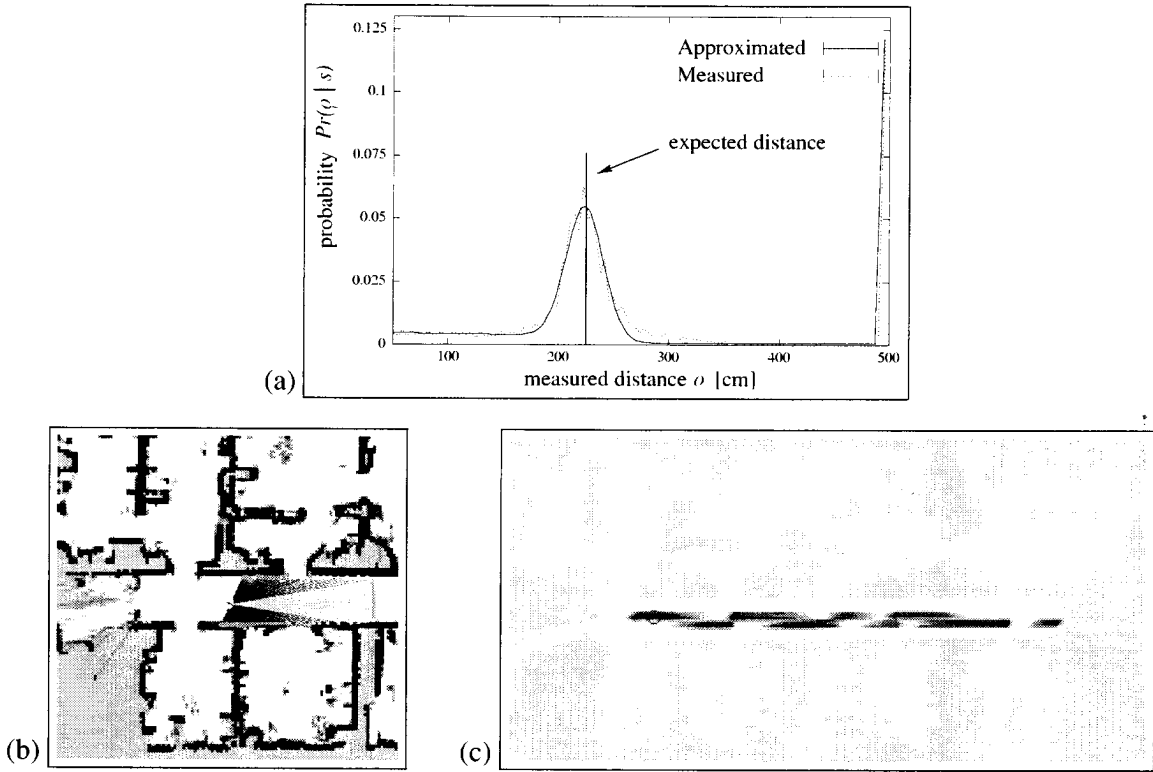 0.125
0.1
0.075
0.05
0.025
0
probability Pr(o | s)
Approximated
Measured
expected distance
100
200
300
400
500
measured distance o [cm]
(a)
(b)
(c)